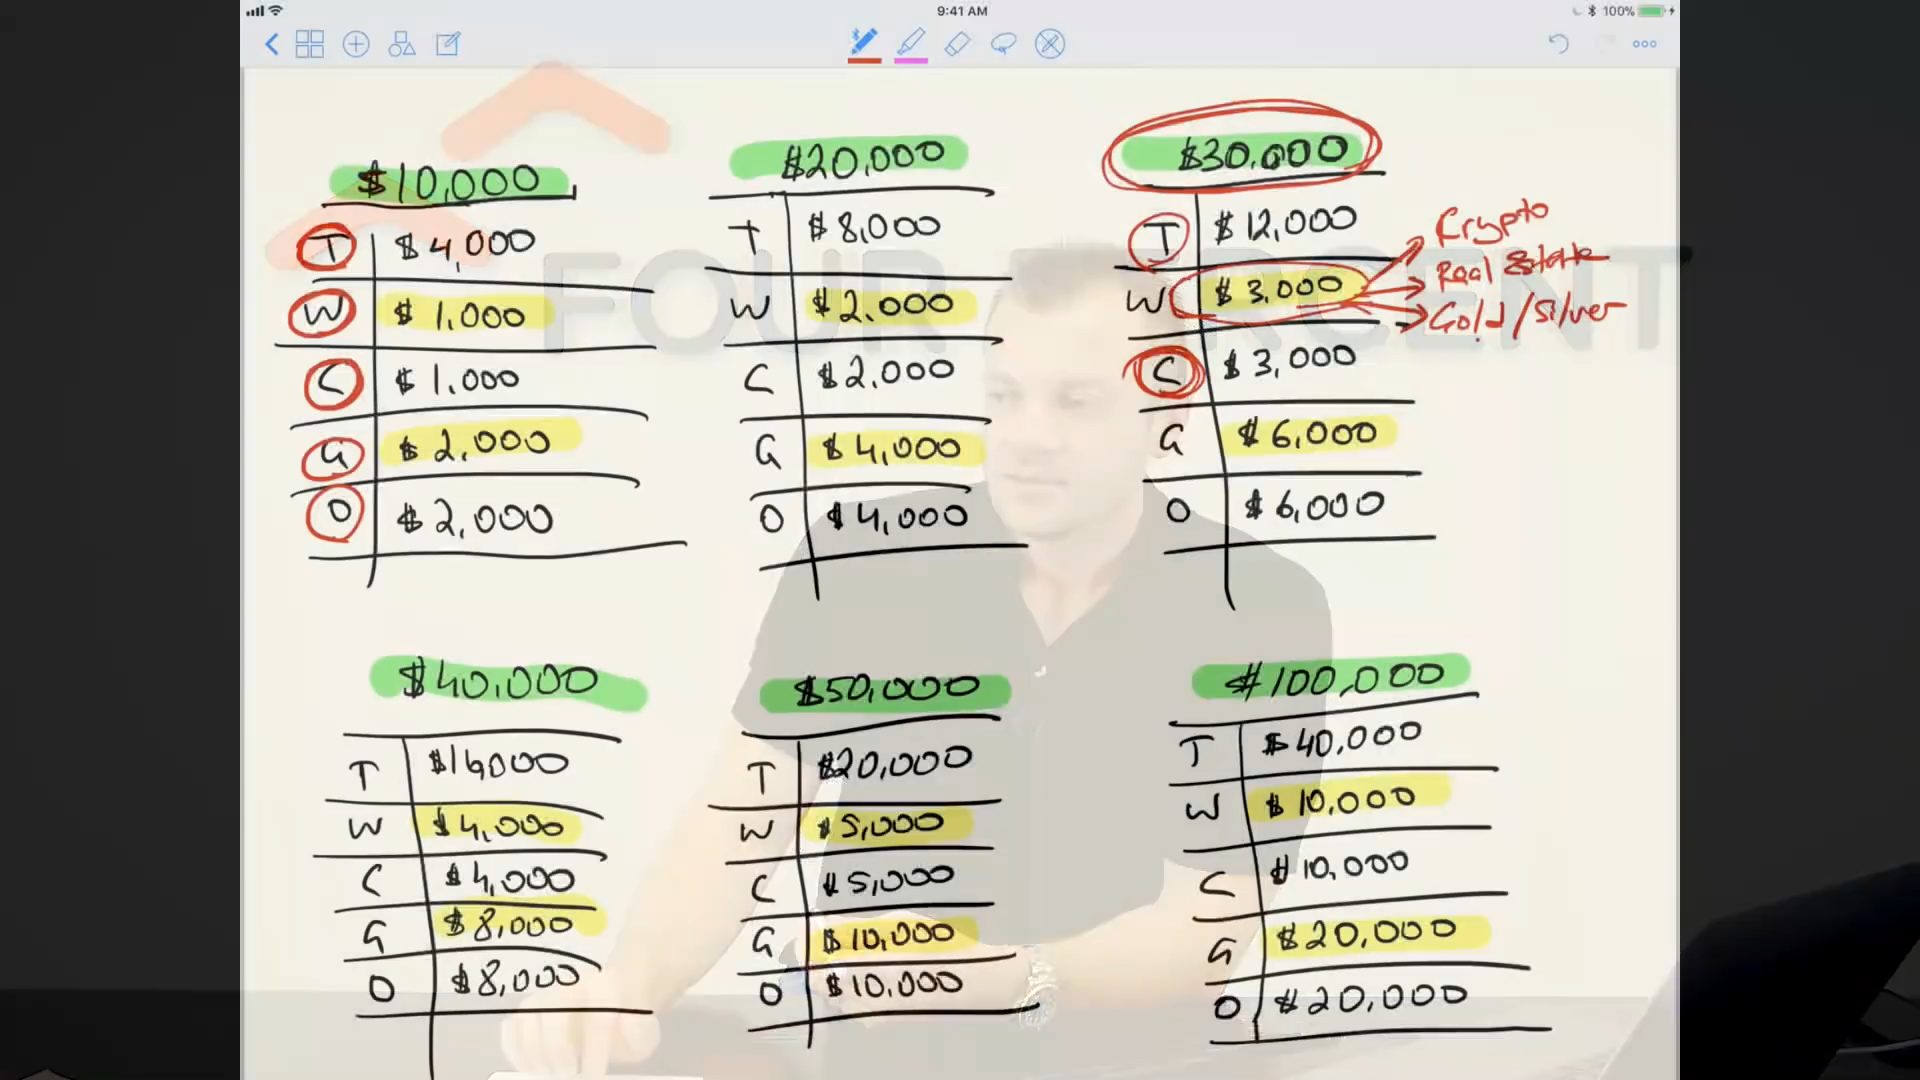 9:41 AM
100%
$10,000
T $4,000
W $1,000
C $1,000
G $2,000
O $2,000
$20,000
T $8,000
W $2,000
C $2,000
G $4,000
O $4,000
$30,000
T $12,000
W $3,000
C $3,000
G $6,000
O $6,000
Crypto
Real Estate
Gold/Silver
FOUR PERCENT
$40,000
T $16,000
W $4,000
C $4,000
G $8,000
O $8,000
$50,000
T $20,000
W $5,000
C $5,000
G $10,000
O $10,000
$100,000
T $40,000
W $10,000
C $10,000
G $20,000
O $20,000